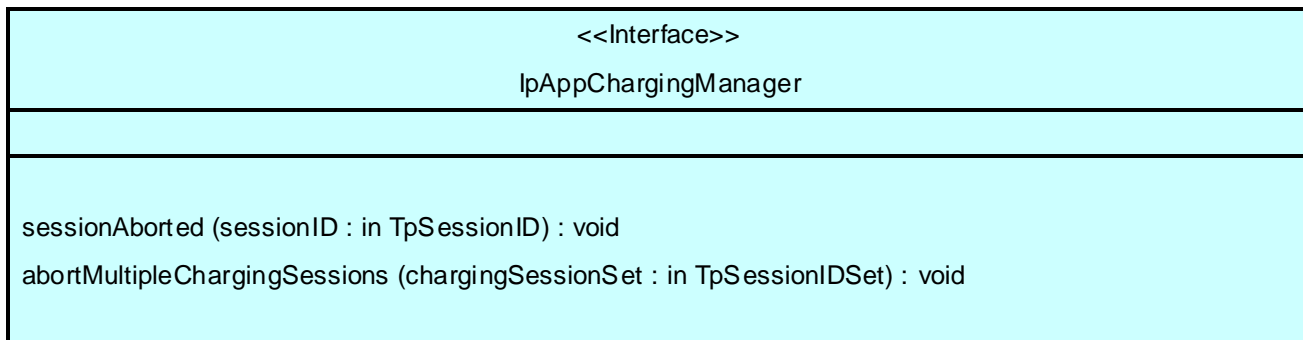 <<Interface>>
IpAppChargingManager
sessionAborted (sessionID : in TpSessionID) : void
abortMultipleChargingSessions (chargingSessionSet : in TpSessionIDSet) : void